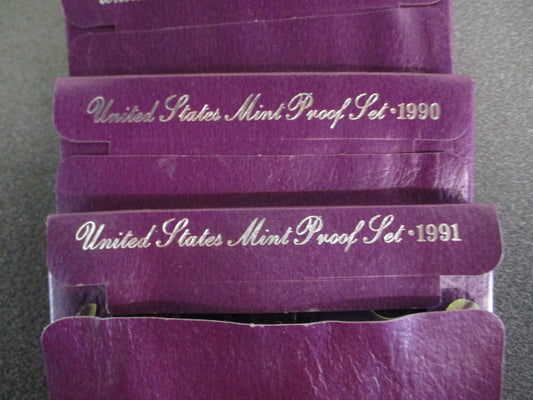 United States Mint Proof Set · 1990
United States Mint Proof Set · 1991